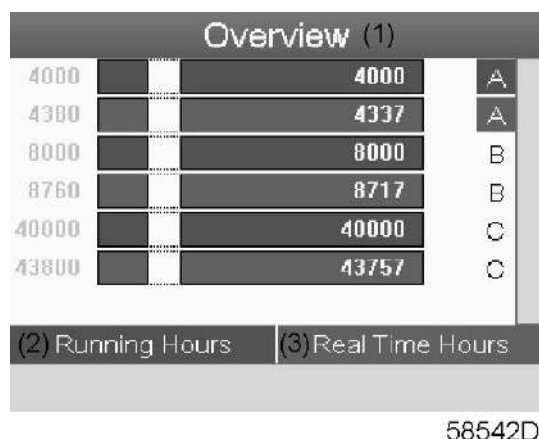 Overview (1)
4000 4000 A
4380 4337 A
8000 8000 B
8760 8717 B
40000 40000 C
43800 43757 C
(2) Running Hours (3) Real Time Hours
58542D